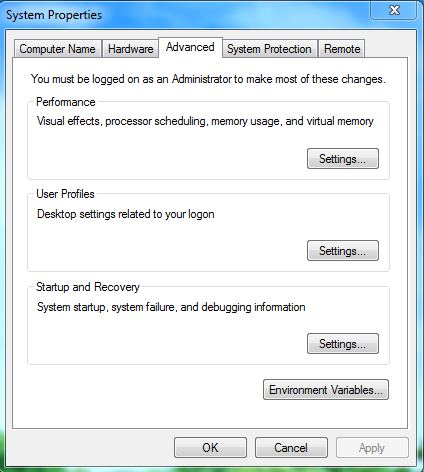 System Properties
Computer Name Hardware Advanced System Protection Remote
You must be logged on as an Administrator to make most of these changes.
Performance
Visual effects, processor scheduling, memory usage, and virtual memory
Settings...
User Profiles
Desktop settings related to your logon
Settings...
Startup and Recovery
System startup, system failure, and debugging information
Settings...
Environment Variables...
OK Cancel Apply